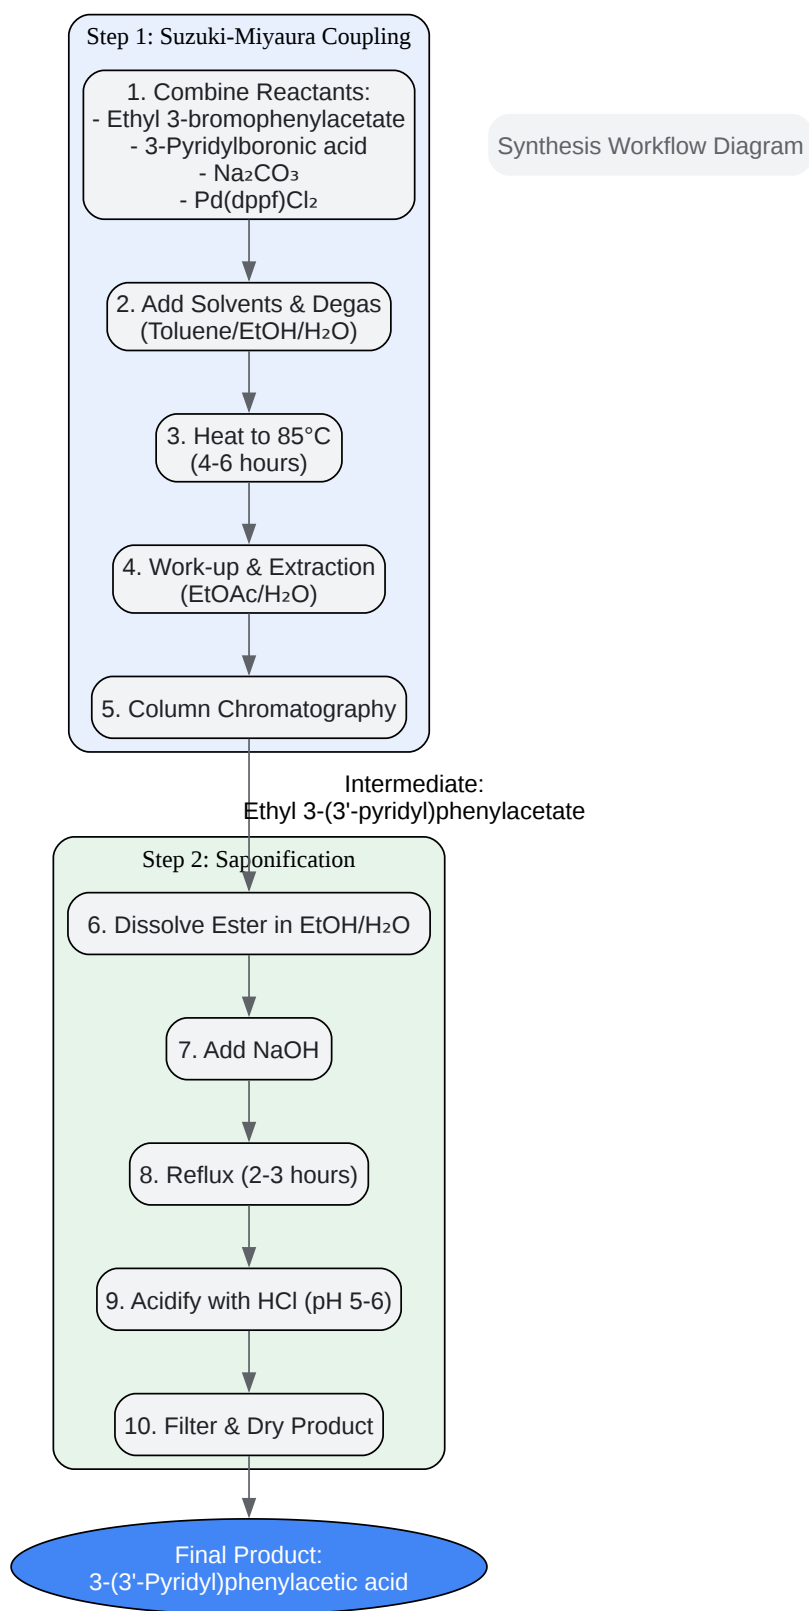 Step 1: Suzuki-Miyaura Coupling
1. Combine Reactants:
- Ethyl 3-bromophenylacetate
- 3-Pyridylboronic acid
- Na₂CO₃
- Pd(dppf)Cl₂
Synthesis Workflow Diagram
2. Add Solvents & Degas
(Toluene/EtOH/H₂O)
3. Heat to 85°C
(4-6 hours)
4. Work-up & Extraction
(EtOAc/H₂O)
5. Column Chromatography
Intermediate:
Ethyl 3-(3'-pyridyl)phenylacetate
Step 2: Saponification
6. Dissolve Ester in EtOH/H₂O
7. Add NaOH
8. Reflux (2-3 hours)
9. Acidify with HCl (pH 5-6)
10. Filter & Dry Product
Final Product:
3-(3'-Pyridyl)phenylacetic acid